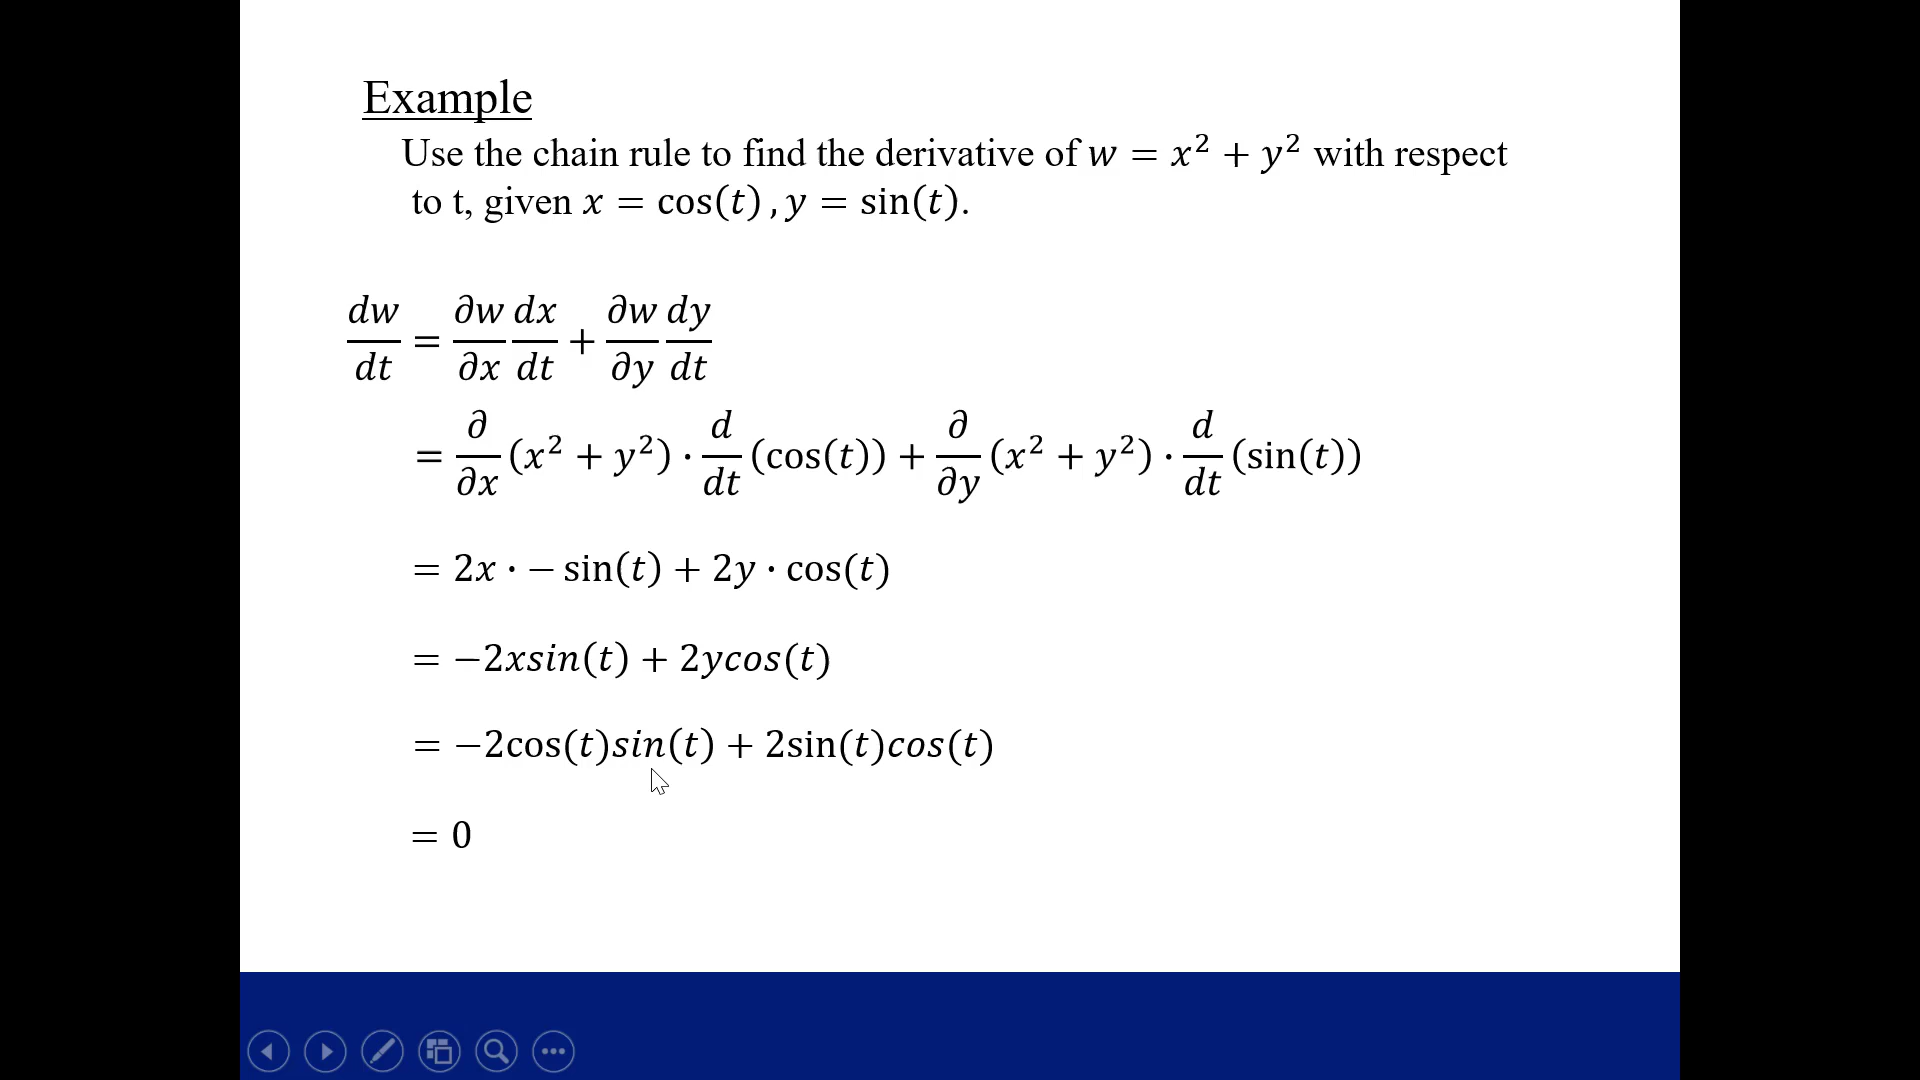 Example
Use the chain rule to find the derivative of w = x² + y² with respect
to t, given x = cos(t) , y = sin(t).
dw/dt = ∂w/∂x dx/dt + ∂w/∂y dy/dt
= ∂/∂x (x² + y²) · d/dt (cos(t)) + ∂/∂y (x² + y²) · d/dt (sin(t))
= 2x · − sin(t) + 2y · cos(t)
= −2xsin(t) + 2ycos(t)
= −2cos(t)sin(t) + 2sin(t)cos(t)
= 0